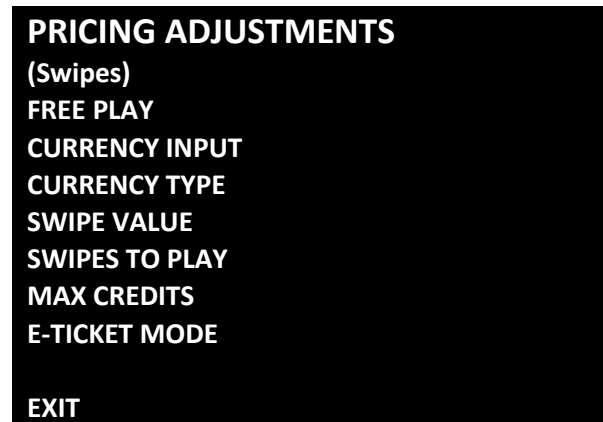 PRICING ADJUSTMENTS
(Swipes)
FREE PLAY
CURRENCY INPUT
CURRENCY TYPE
SWIPE VALUE
SWIPES TO PLAY
MAX CREDITS
E-TICKET MODE
EXIT